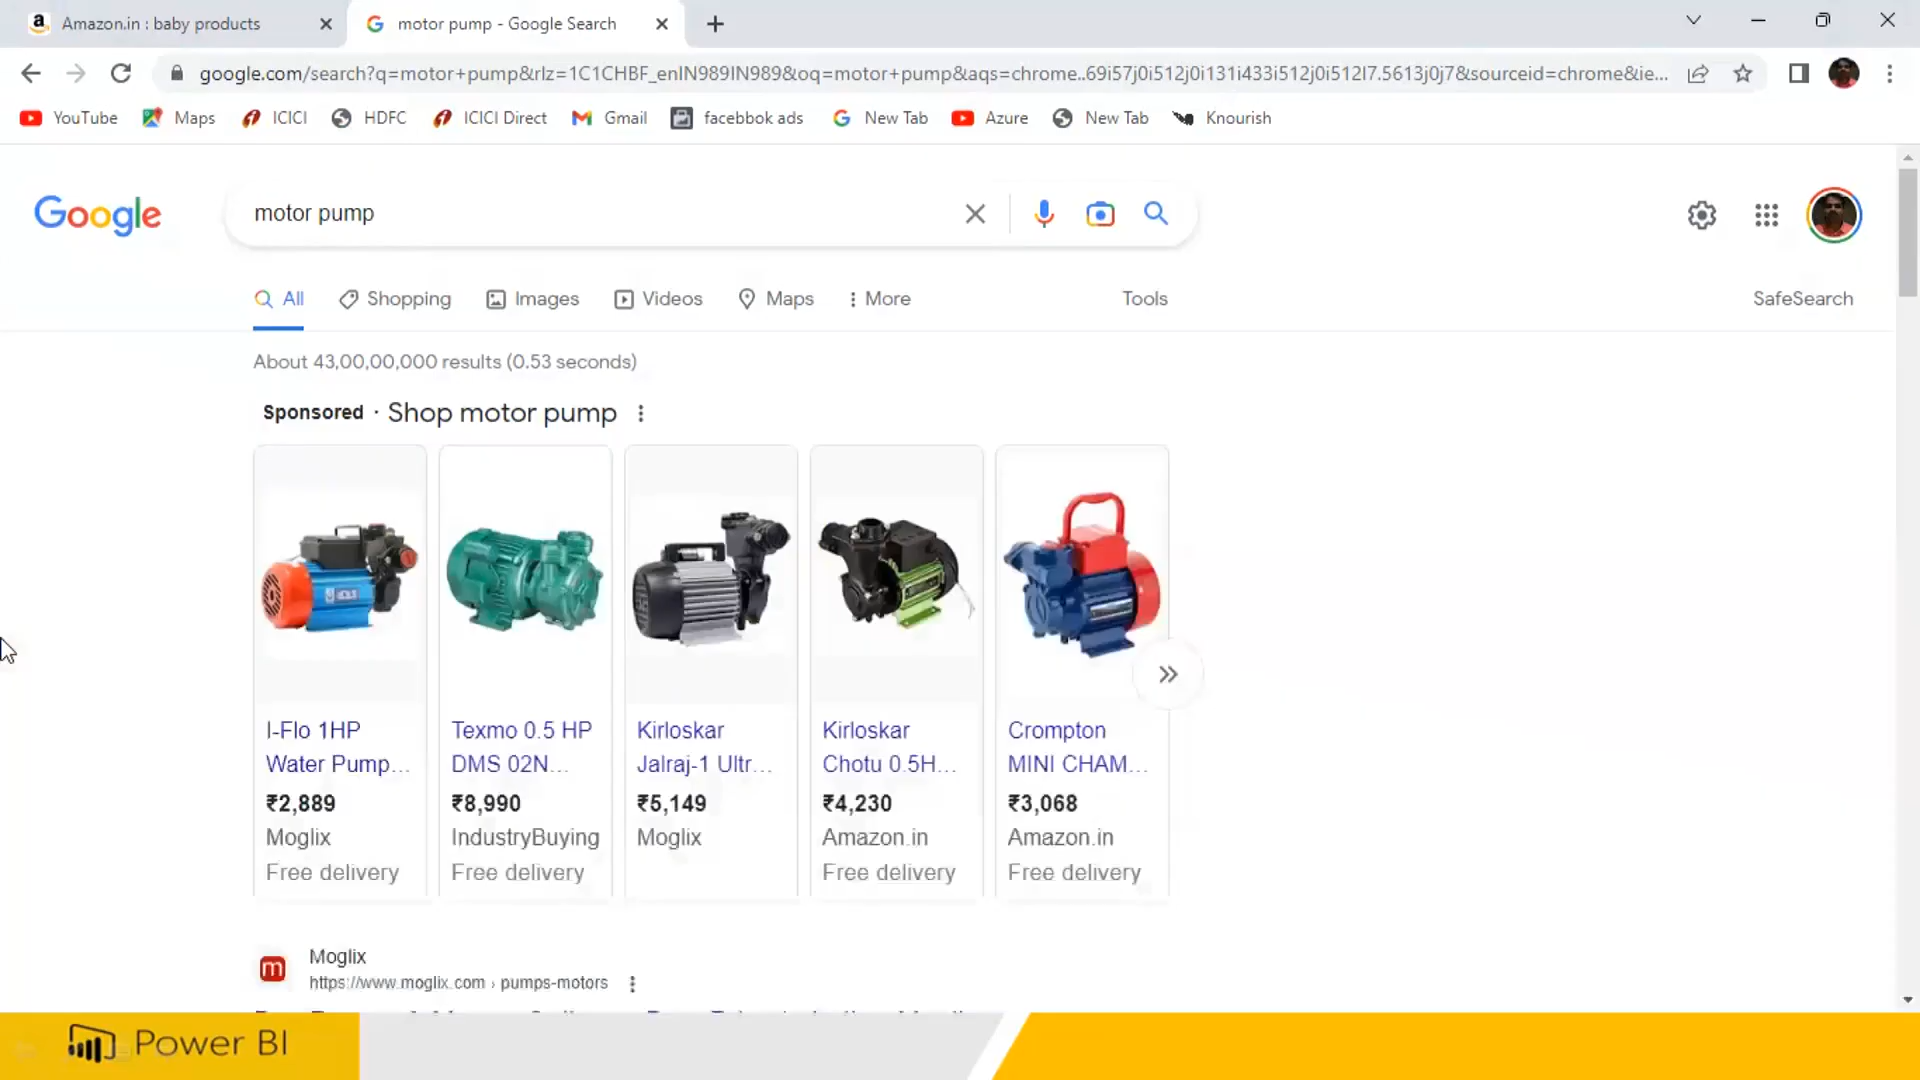 Amazon.in : baby products
motor pump - Google Search
google.com/search?q=motor+pump&rlz=1C1CHBF_enIN989IN989&oq=motor+pump&aqs=chrome..69i57j0i512j0i131i433i512j0i512l7.5613j0j7&sourceid=chrome&ie...
YouTube Maps ICICI HDFC ICICI Direct Gmail facebbok ads New Tab Azure New Tab Knourish
Google
motor pump
All Shopping Images Videos Maps More Tools SafeSearch
About 43,00,00,000 results (0.53 seconds)
Sponsored · Shop motor pump
I-Flo 1HP
Water Pump...
₹2,889
Moglix
Free delivery
Texmo 0.5 HP
DMS 02N...
₹8,990
IndustryBuying
Free delivery
Kirloskar
Jalraj-1 Ultr...
₹5,149
Moglix
Kirloskar
Chotu 0.5H...
₹4,230
Amazon.in
Free delivery
Crompton
MINI CHAM...
₹3,068
Amazon.in
Free delivery
m
Moglix
https://www.moglix.com › pumps-motors
Power BI